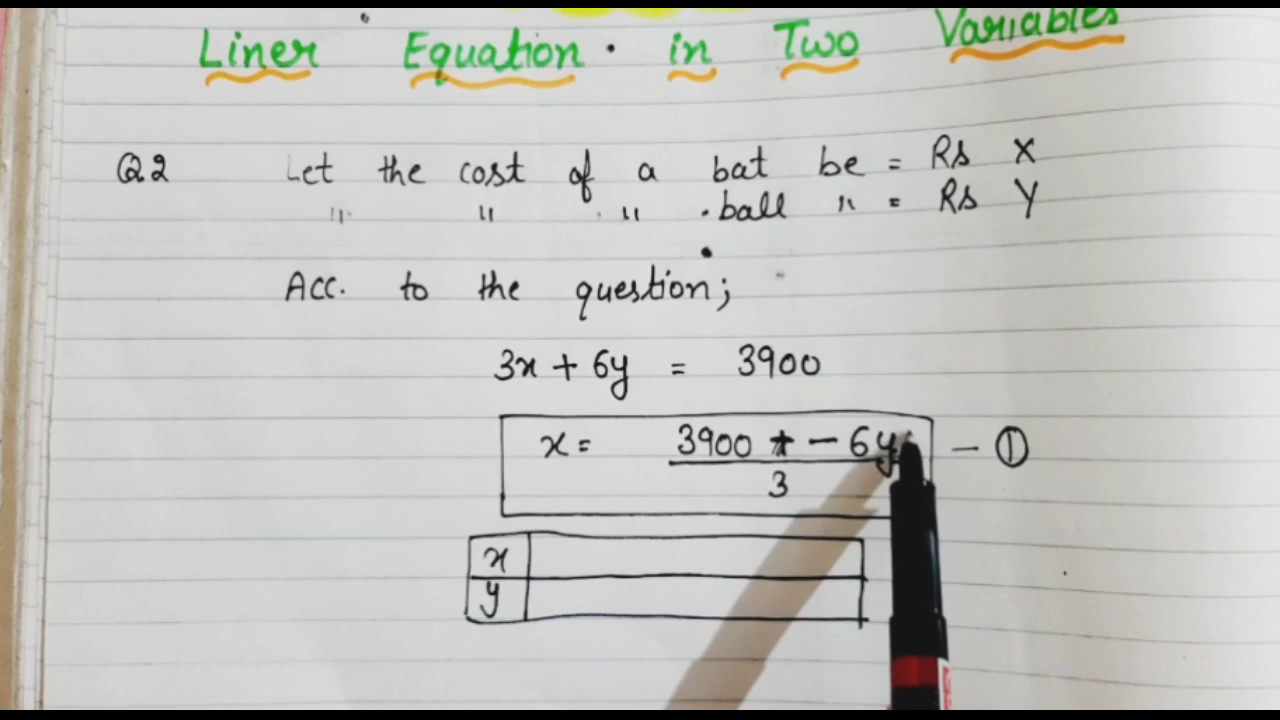 Liner Equation in Two Variables
Q2 Let the cost of a bat be = Rs X
" " " ball " = Rs Y
Acc. to the question;
3x + 6y = 3900
x = 3900 - 6y — ①
3
x
y